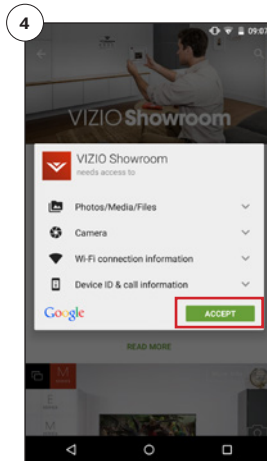 4
09:07
VIZIO Showroom
VIZIO Showroom
needs access to
Photos/Media/Files
Camera
Wi-Fi connection information
Device ID & call information
Google
ACCEPT
READ MORE
M